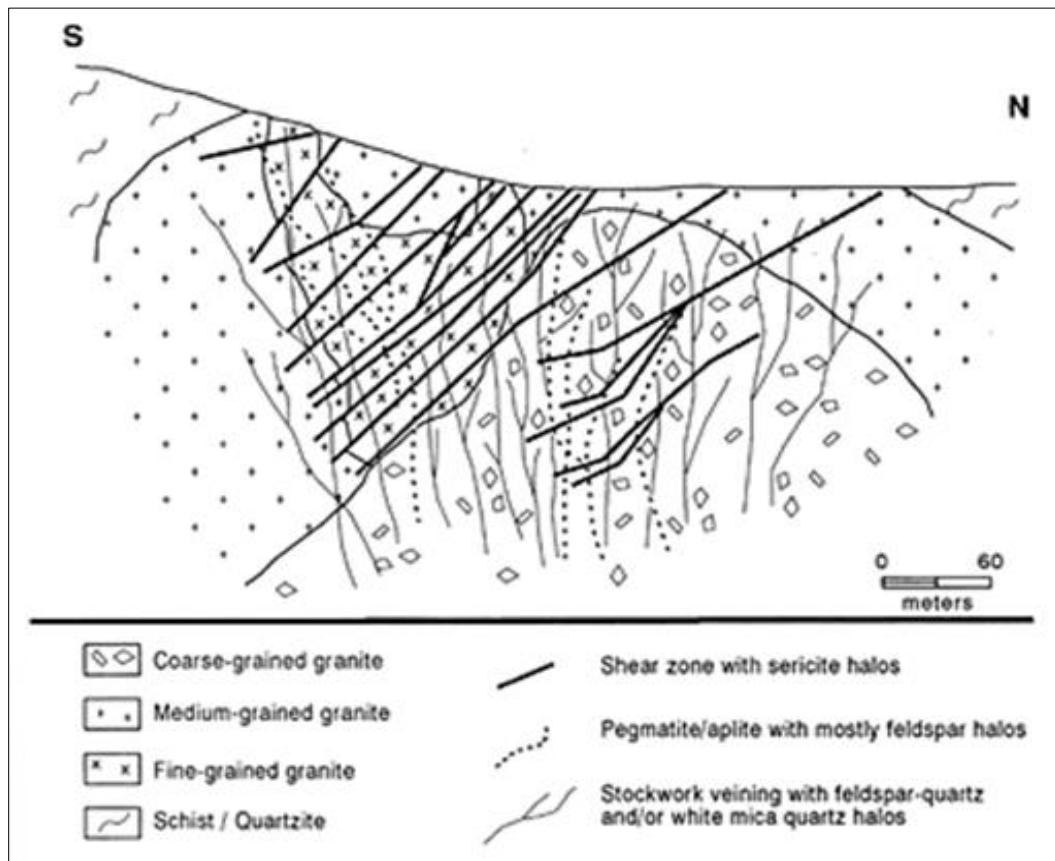 S
N
0 60
meters
Coarse-grained granite
Medium-grained granite
Fine-grained granite
Schist / Quartzite
Shear zone with sericite halos
Pegmatite/aplite with mostly feldspar halos
Stockwork veining with feldspar-quartz
and/or white mica quartz halos